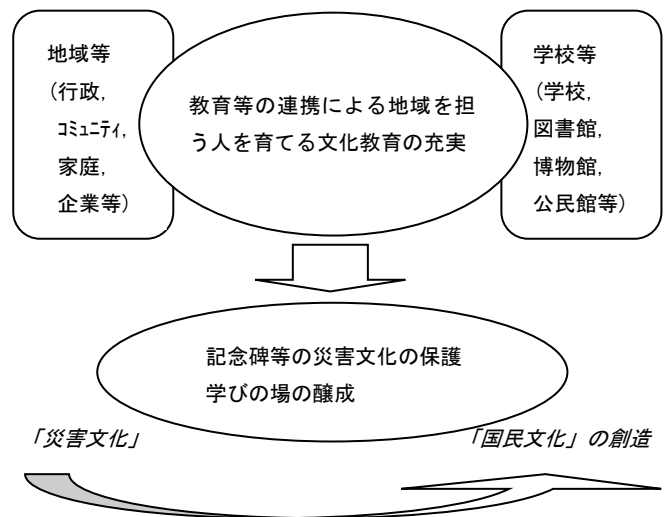 地域等
(行政,
ｺﾐｭﾆﾃｨ,
家庭,
企業等)
教育等の連携による地域を担
う人を育てる文化教育の充実
学校等
(学校,
図書館,
博物館,
公民館等)
記念碑等の災害文化の保護
学びの場の醸成
「災害文化」
「国民文化」の創造